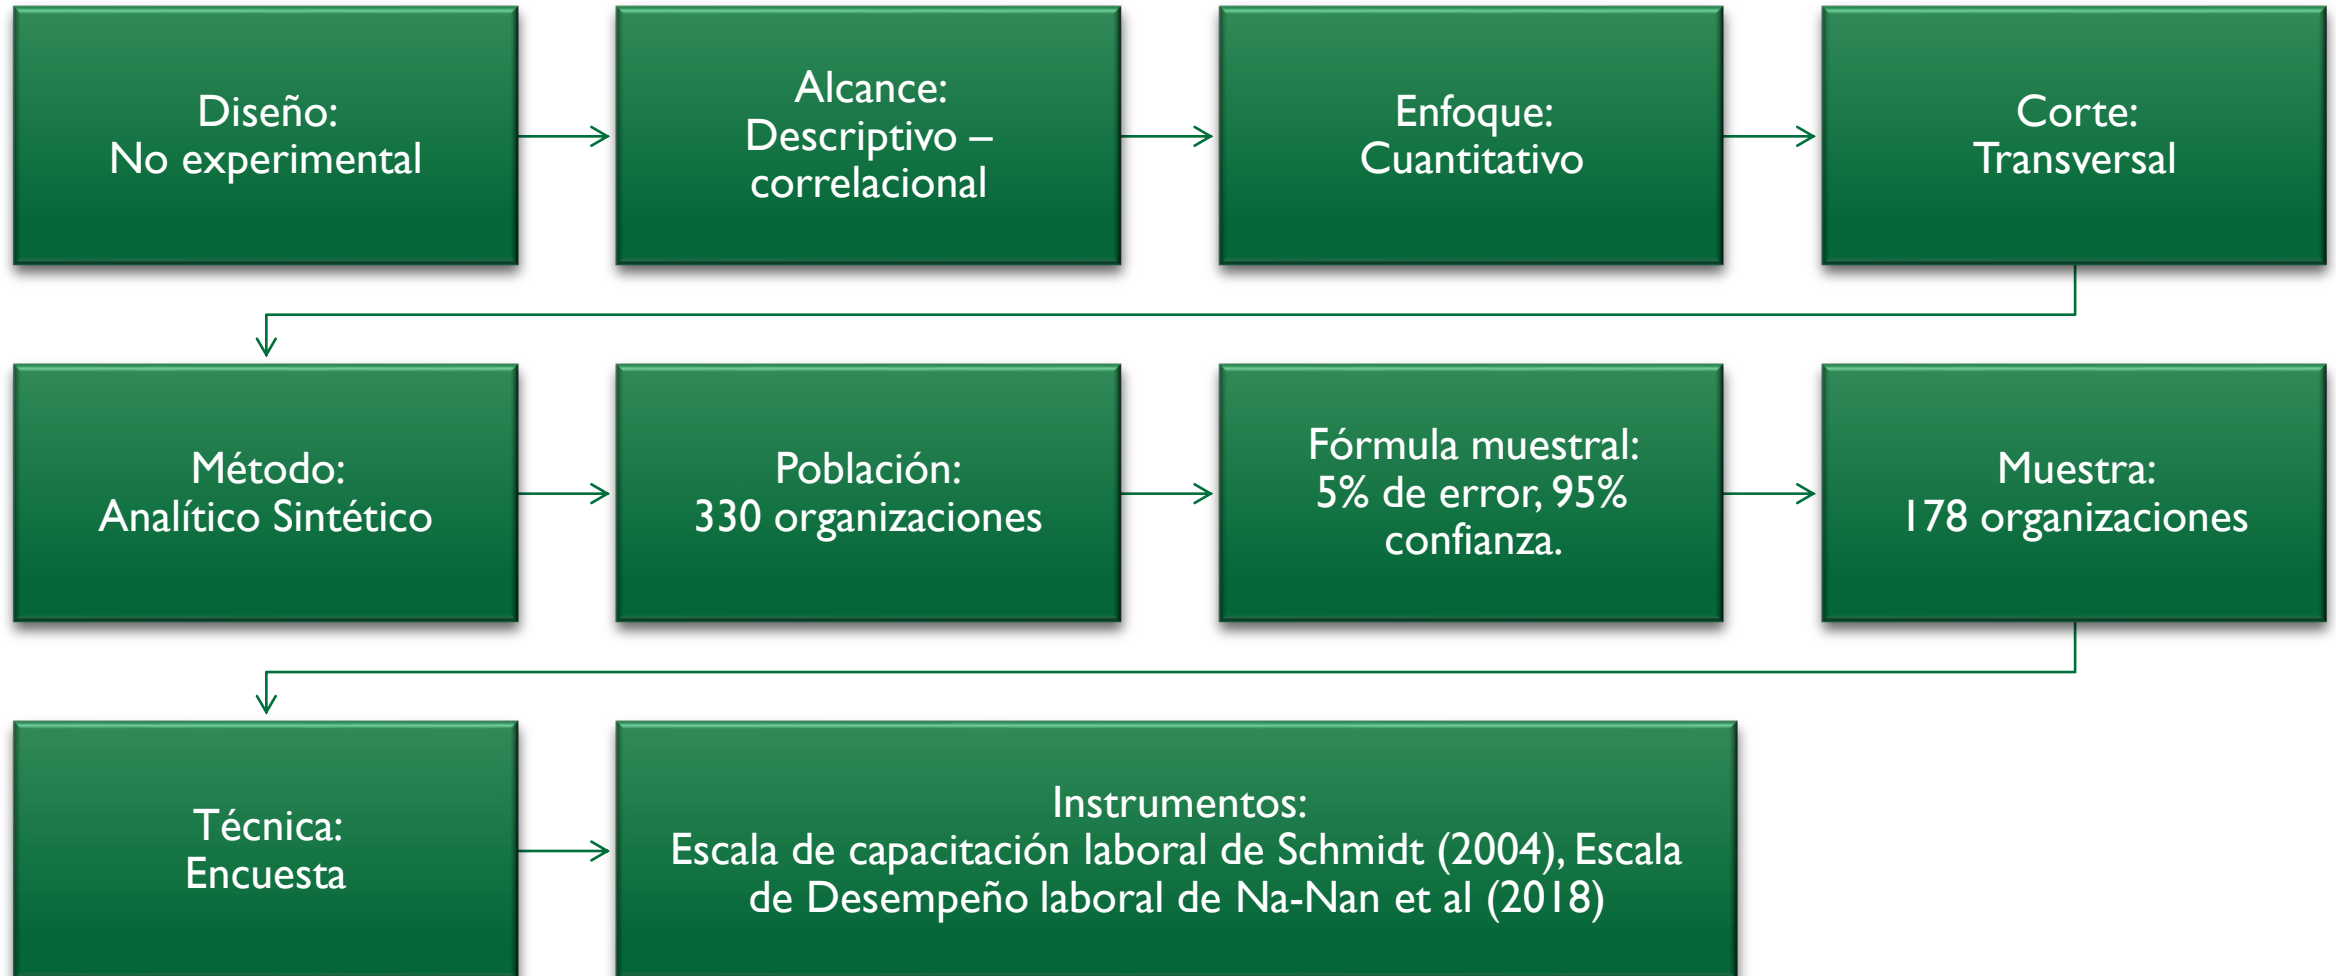 Diseño:
No experimental
Alcance:
Descriptivo –
correlacional
Enfoque:
Cuantitativo
Corte:
Transversal
Método:
Analítico Sintético
Población:
330 organizaciones
Fórmula muestral:
5% de error, 95%
confianza.
Muestra:
178 organizaciones
Técnica:
Encuesta
Instrumentos:
Escala de capacitación laboral de Schmidt (2004), Escala
de Desempeño laboral de Na-Nan et al (2018)